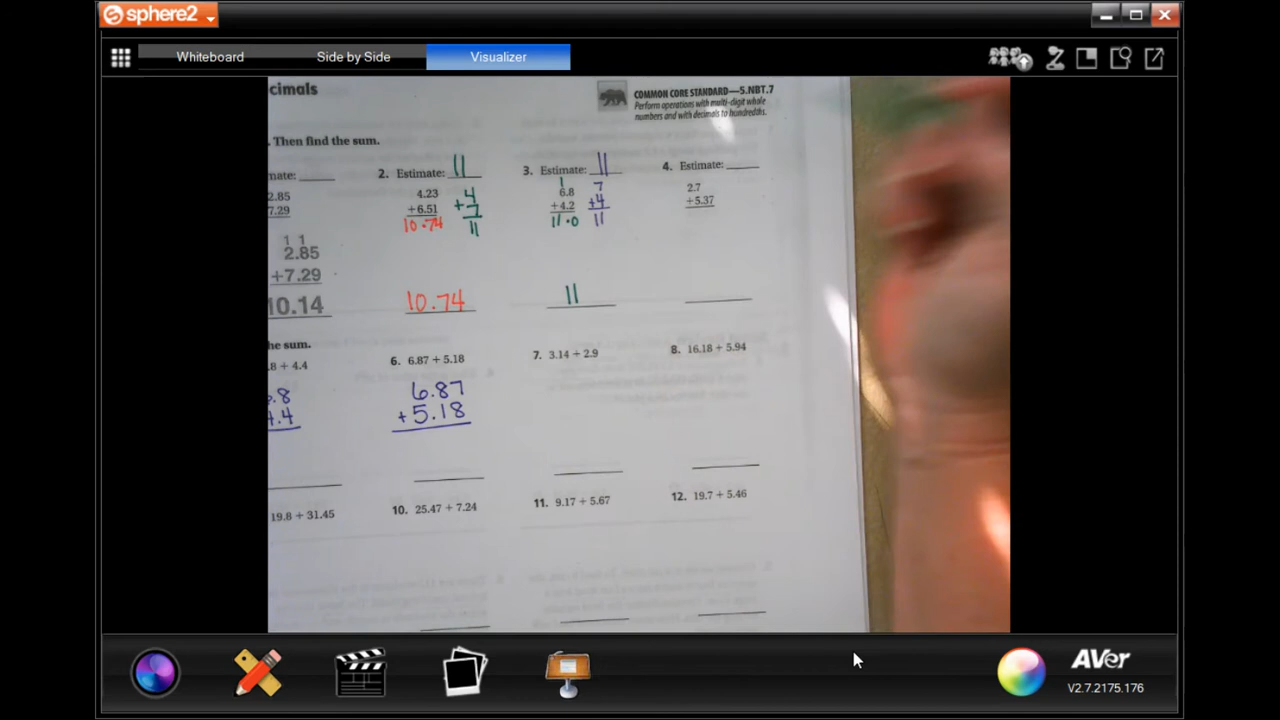 sphere2
Whiteboard Side by Side Visualizer
cimals
COMMON CORE STANDARD—5.NBT.7
Perform operations with multi-digit whole
numbers and with decimals to hundredths.
. Then find the sum.
mate: ____
2.85
7.29
1 1
2.85
+7.29
10.14
2. Estimate: 11
4.23
+6.51
10.74
4
+7
11
10.74
3. Estimate: 11
1
6.8
+4.2
11.0
7
+4
11
11
4. Estimate: ____
2.7
+5.37
he sum.
.8 + 4.4
.8
.4
6. 6.87 + 5.18
6.87
+5.18
7. 3.14 + 2.9
8. 16.18 + 5.94
19.8 + 31.45
10. 25.47 + 7.24
11. 9.17 + 5.67
12. 19.7 + 5.46
AVer
V2.7.2175.176